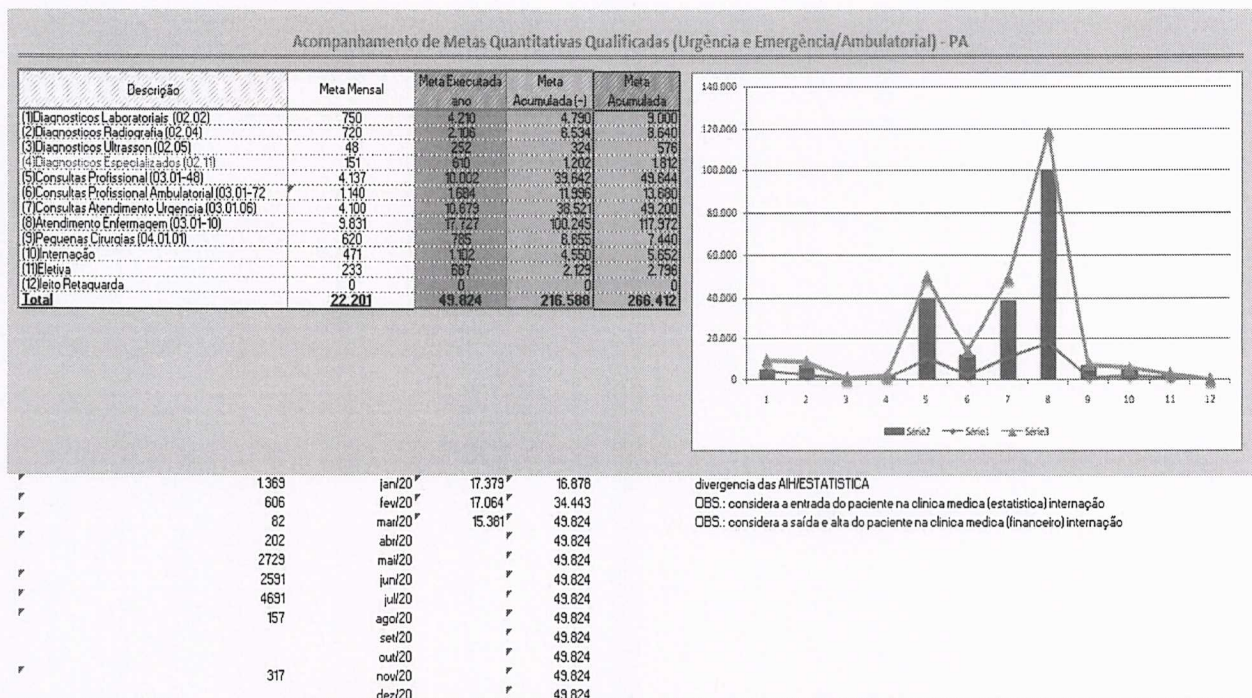 Acompanhamento de Metas Quantitativas Qualificadas (Urgência e Emergência/Ambulatorial) - PA
Descrição Meta Mensal Meta Executada ano Meta Acumulada (-) Meta Acumulada
(1)Diagnosticos Laboratoriais (02.02) 750 4.210 4.790 9.000
(2)Diagnosticos Radiografia (02.04) 720 2.106 6.534 8.640
(3)Diagnosticos Ultrasson (02.05) 48 252 324 576
(4)Diagnosticos Especializados (02.11) 151 610 1.202 1.812
(5)Consultas Profissional (03.01-48) 4.137 10.002 39.642 49.644
(6)Consultas Profissional Ambulatorial (03.01-72 1.140 1.684 11.996 13.680
(7)Consultas Atendimento Urgencia (03.01.06) 4.100 10.679 38.521 49.200
(8)Atendimento Enfermagem (03.01-10) 9.831 17.727 100.245 117.972
(9)Pequenas Cirurgias (04.01.01) 620 785 6.655 7.440
(10)Internação 471 1.102 4.550 5.652
(11)Eletiva 233 667 2.129 2.796
(12)leito Retaguarda 0 0 0 0
Total 22.201 49.824 216.588 266.412
140.000
120.000
100.000
80.000
60.000
40.000
20.000
0
1 2 3 4 5 6 7 8 9 10 11 12
Série2 Série1 Série3
1.369 jan/20 17.379 16.878 divergencia das AIH/ESTATISTICA
606 fev/20 17.064 34.443 OBS.: considera a entrada do paciente na clinica medica (estatistica) internação
82 mar/20 15.381 49.824 OBS.: considera a saída e alta do paciente na clinica medica (financeiro) internação
202 abr/20 49.824
2729 mai/20 49.824
2591 jun/20 49.824
4691 jul/20 49.824
157 ago/20 49.824
set/20 49.824
out/20 49.824
317 nov/20 49.824
dez/20 49.824